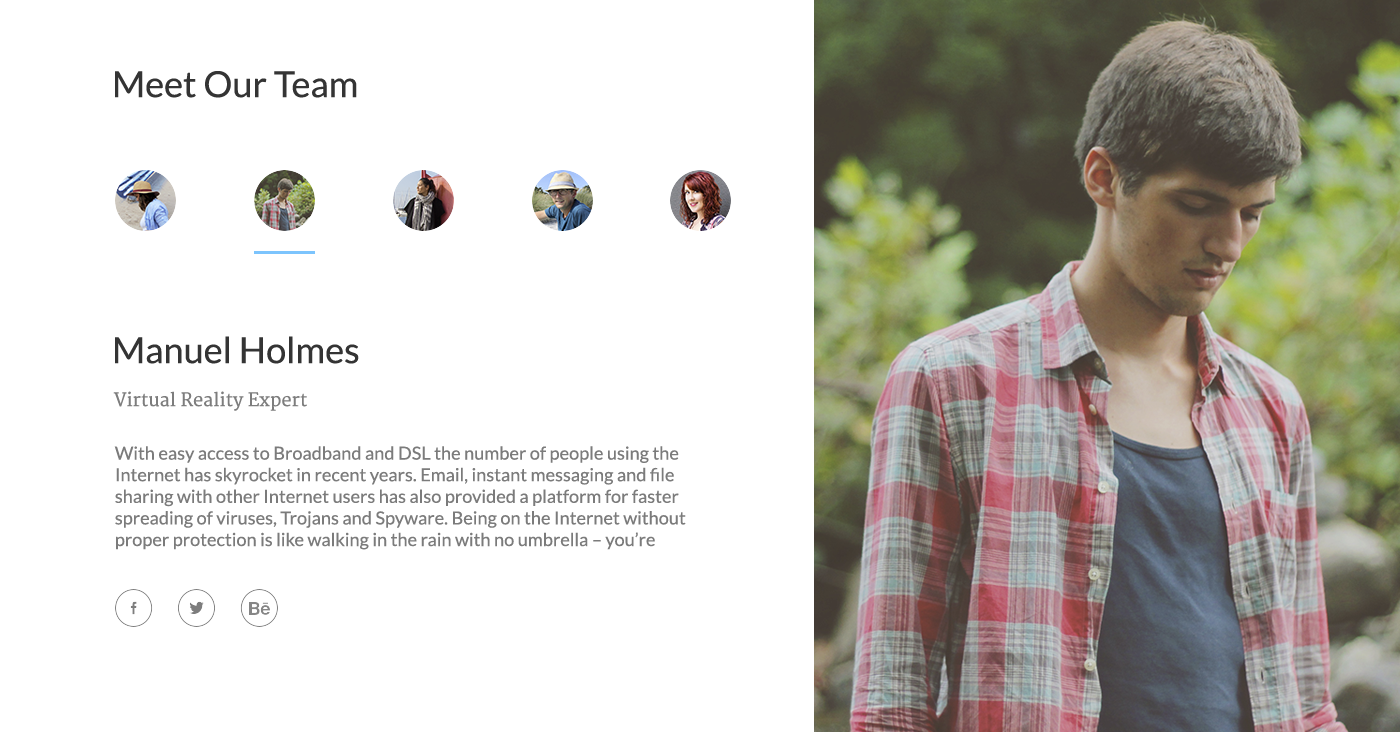 Meet Our Team
Manuel Holmes
Virtual Reality Expert
With easy access to Broadband and DSL the number of people using the
Internet has skyrocket in recent years. Email, instant messaging and file
sharing with other Internet users has also provided a platform for faster
spreading of viruses, Trojans and Spyware. Being on the Internet without
proper protection is like walking in the rain with no umbrella – you’re
f
Bē